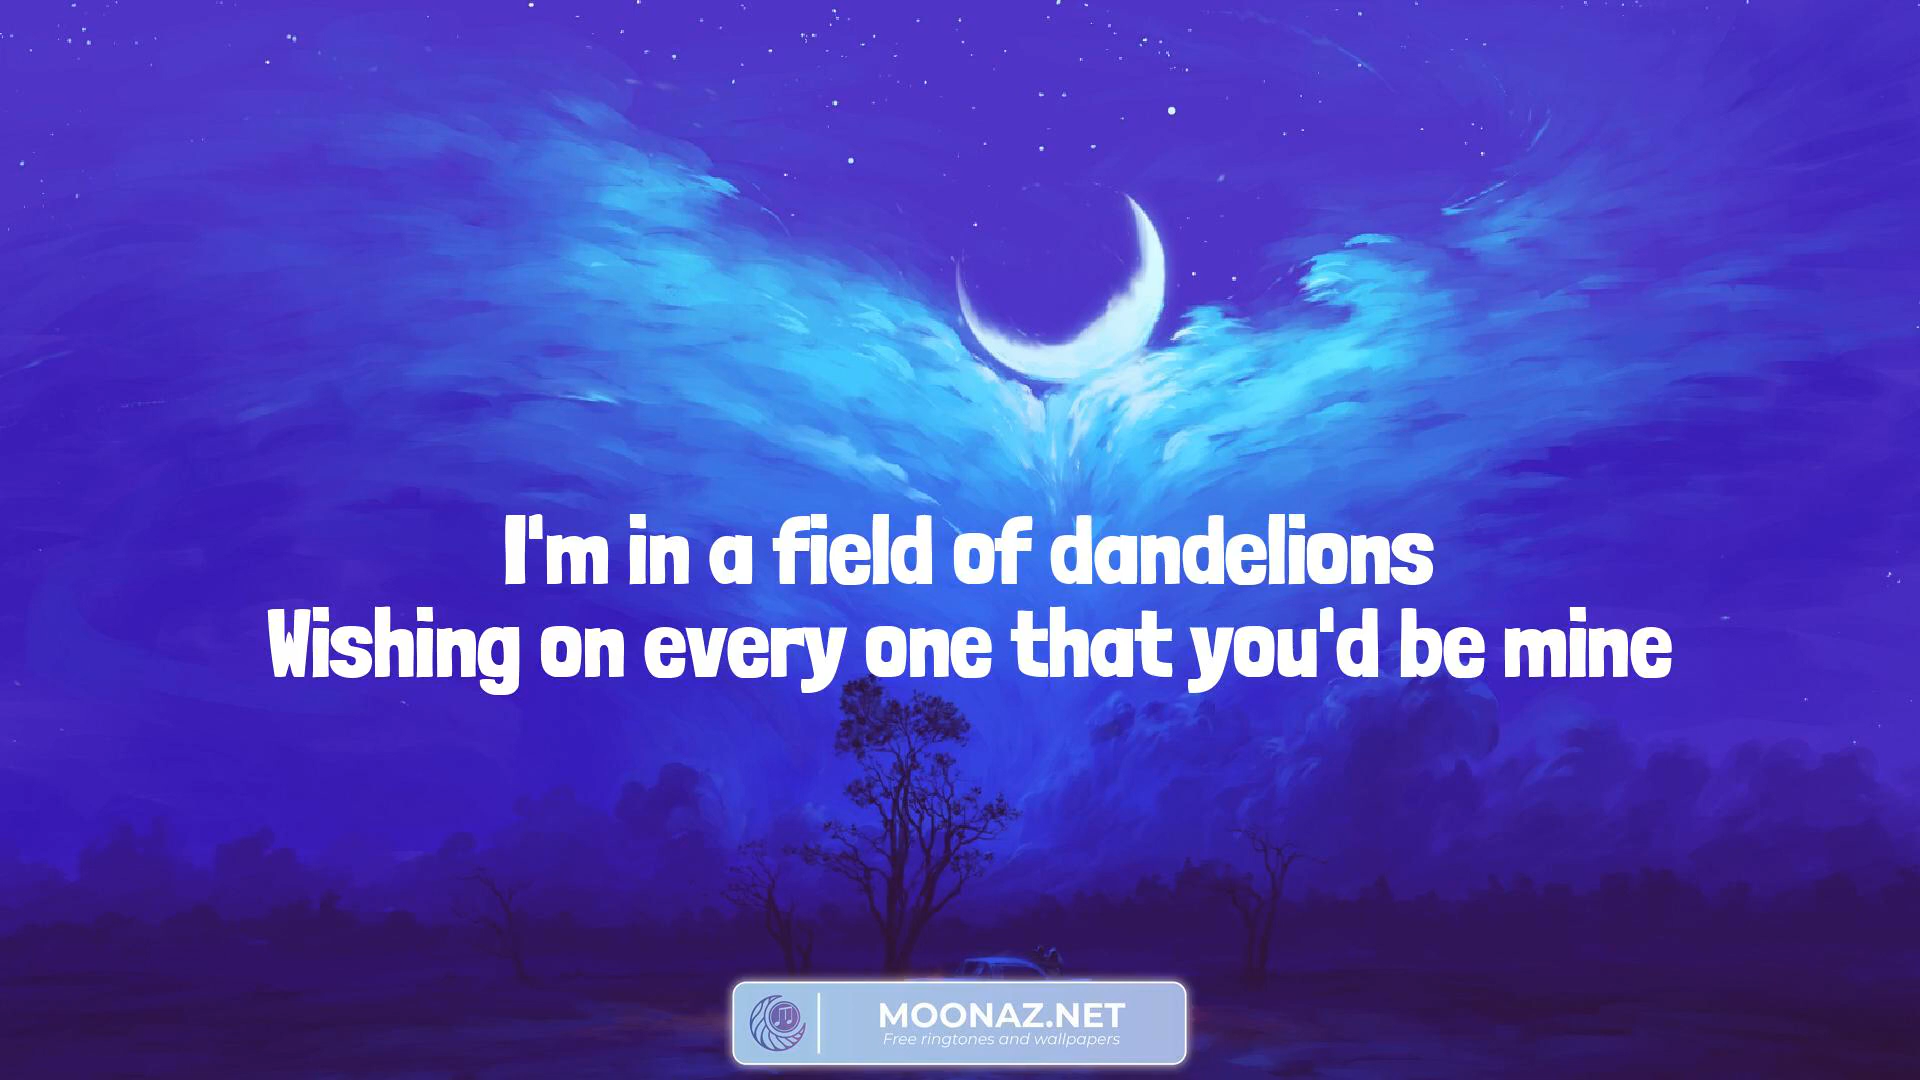 I'm in a field of dandelions
Wishing on every one that you'd be mine
MOONAZ.NET
Free ringtones and wallpapers